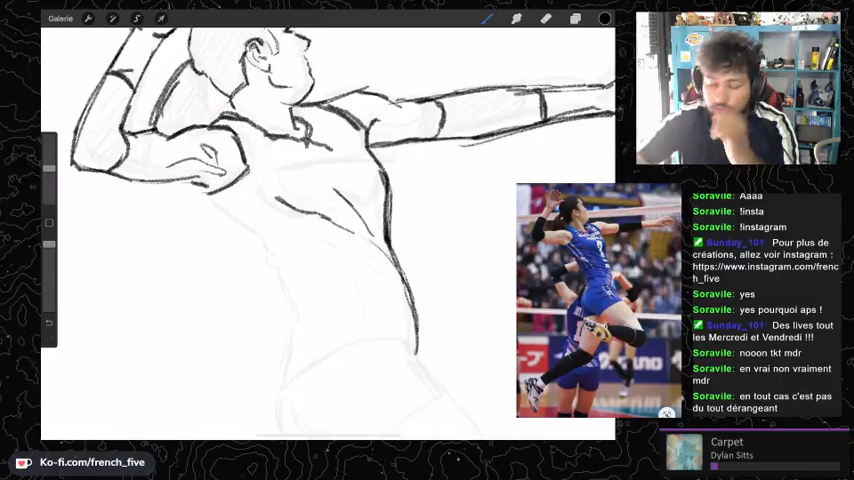 Galerie
Soravile: Aaaa
Soravile: !insta
Soravile: !instagram
Sunday_101: Pour plus de
créations, allez voir instagram :
https://www.instagram.com/frenc
h_five
Soravile: yes
Soravile: yes pourquoi aps !
Sunday_101: Des lives tout
les Mercredi et Vendredi !!!
Soravile: nooon tkt mdr
Soravile: en vrai non vraiment
mdr
Soravile: en tout cas c'est pas
du tout dérangeant
Carpet
Dylan Sitts
Ko-fi.com/french_five